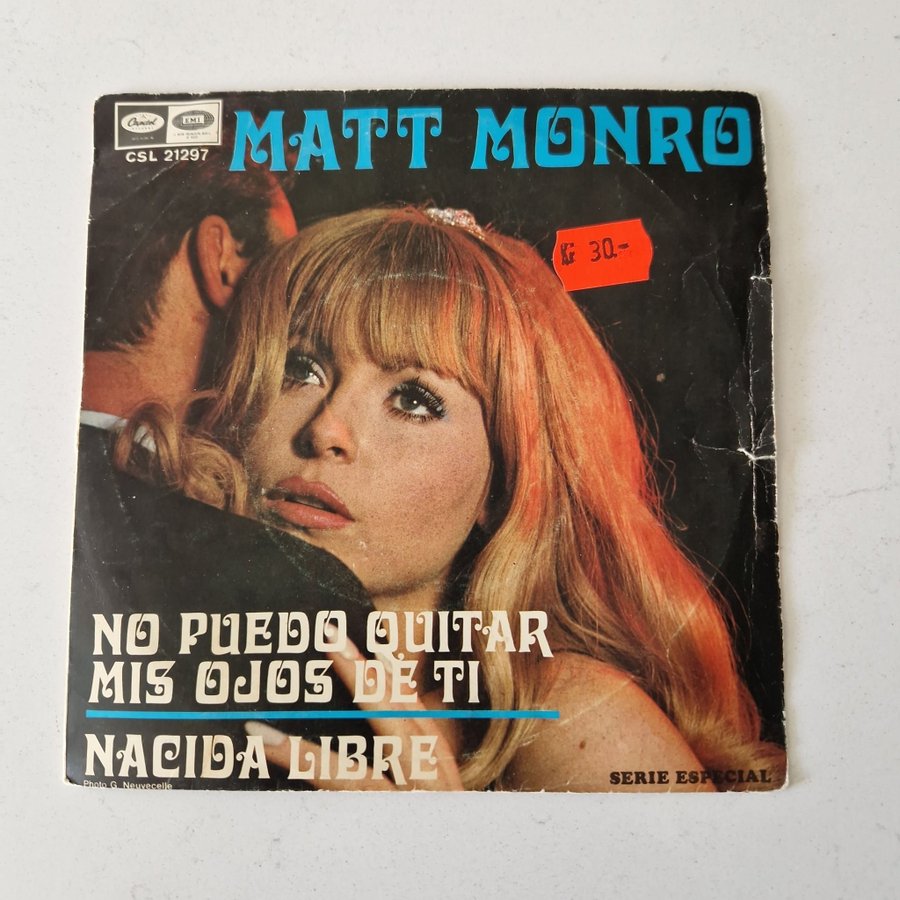 Capitol
EMI
CSL 21297
MATT MONRO
30.-
NO PUEDO QUITAR
MIS OJOS DE TI
NACIDA LIBRE
SERIE ESPECIAL
Photo G. Neuvecelle